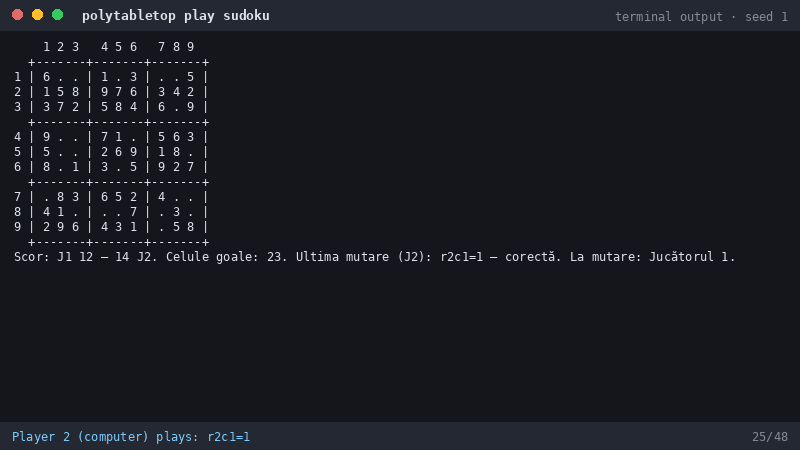 polytabletop play sudoku
terminal output · seed 1
1 2 3   4 5 6   7 8 9
+-------+-------+-------+
1 | 6 . . | 1 . 3 | . . 5 |
2 | 1 5 8 | 9 7 6 | 3 4 2 |
3 | 3 7 2 | 5 8 4 | 6 . 9 |
+-------+-------+-------+
4 | 9 . . | 7 1 . | 5 6 3 |
5 | 5 . . | 2 6 9 | 1 8 . |
6 | 8 . 1 | 3 . 5 | 9 2 7 |
+-------+-------+-------+
7 | . 8 3 | 6 5 2 | 4 . . |
8 | 4 1 . | . . 7 | . 3 . |
9 | 2 9 6 | 4 3 1 | . 5 8 |
+-------+-------+-------+
Scor: J1 12 — 14 J2. Celule goale: 23. Ultima mutare (J2): r2c1=1 — corectă. La mutare: Jucătorul 1.
Player 2 (computer) plays: r2c1=1
25/48